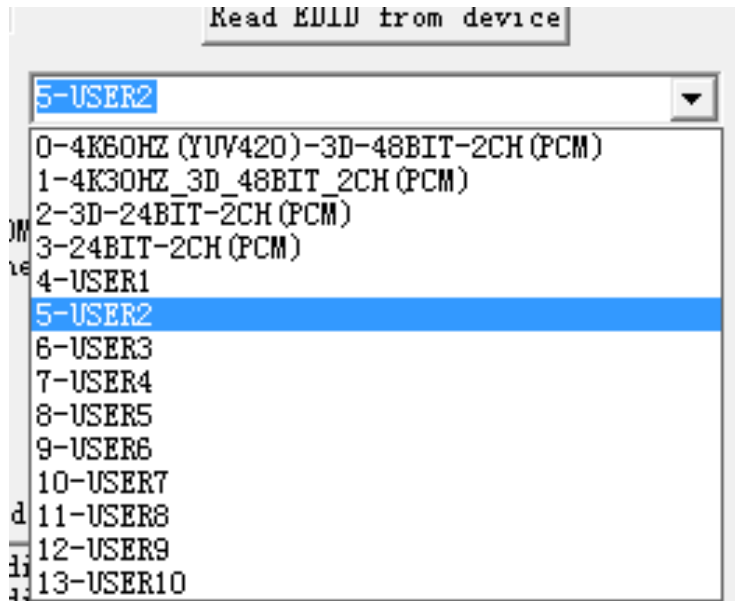 Read EDID from device
5-USER2
0-4K60HZ(YUV420)-3D-48BIT-2CH(PCM)
1-4K30HZ_3D_48BIT_2CH(PCM)
2-3D-24BIT-2CH(PCM)
3-24BIT-2CH(PCM)
4-USER1
5-USER2
6-USER3
7-USER4
8-USER5
9-USER6
10-USER7
11-USER8
12-USER9
13-USER10